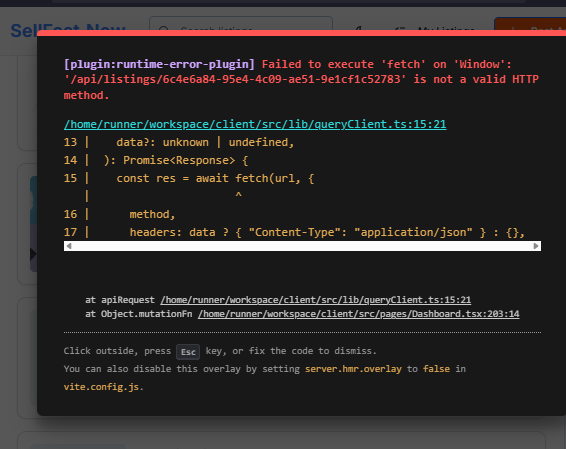 SellFast Now
Search listings
My Listings
[plugin:runtime-error-plugin] Failed to execute 'fetch' on 'Window':
'/api/listings/6c4e6a84-95e4-4c09-ae51-9e1cf1c52783' is not a valid HTTP
method.
/home/runner/workspace/client/src/lib/queryClient.ts:15:21
13 |    data?: unknown | undefined,
14 |  ): Promise<Response> {
15 |    const res = await fetch(url, {
   |                      ^
16 |      method,
17 |      headers: data ? { "Content-Type": "application/json" } : {},
at apiRequest /home/runner/workspace/client/src/lib/queryClient.ts:15:21
at Object.mutationFn /home/runner/workspace/client/src/pages/Dashboard.tsx:203:14
Click outside, press Esc key, or fix the code to dismiss.
You can also disable this overlay by setting server.hmr.overlay to false in
vite.config.js.